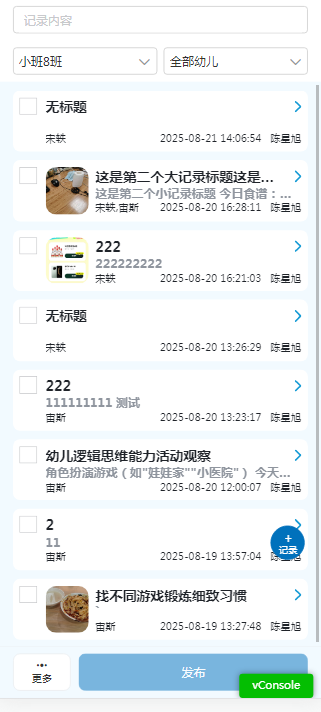 记录内容
小班8班 全部幼儿
无标题
宋轶 2025-08-21 14:06:54 陈星旭
这是第二个大记录标题这是...
这是第二个小记录标题 今日食谱：...
宋轶,宙斯 2025-08-20 16:28:11 陈星旭
222
222222222
宋轶 2025-08-20 16:21:03 陈星旭
无标题
宋轶 2025-08-20 13:26:29 陈星旭
222
111111111 测试
宙斯 2025-08-20 13:23:17 陈星旭
幼儿逻辑思维能力活动观察
角色扮演游戏（如"娃娃家""小医院"） 今天...
宙斯 2025-08-20 12:00:07 陈星旭
2
11
宙斯 2025-08-19 13:57:04 陈星旭
+
记录
找不同游戏锻炼细致习惯
`
宋轶 2025-08-19 13:27:48 陈星旭
更多 发布
vConsole